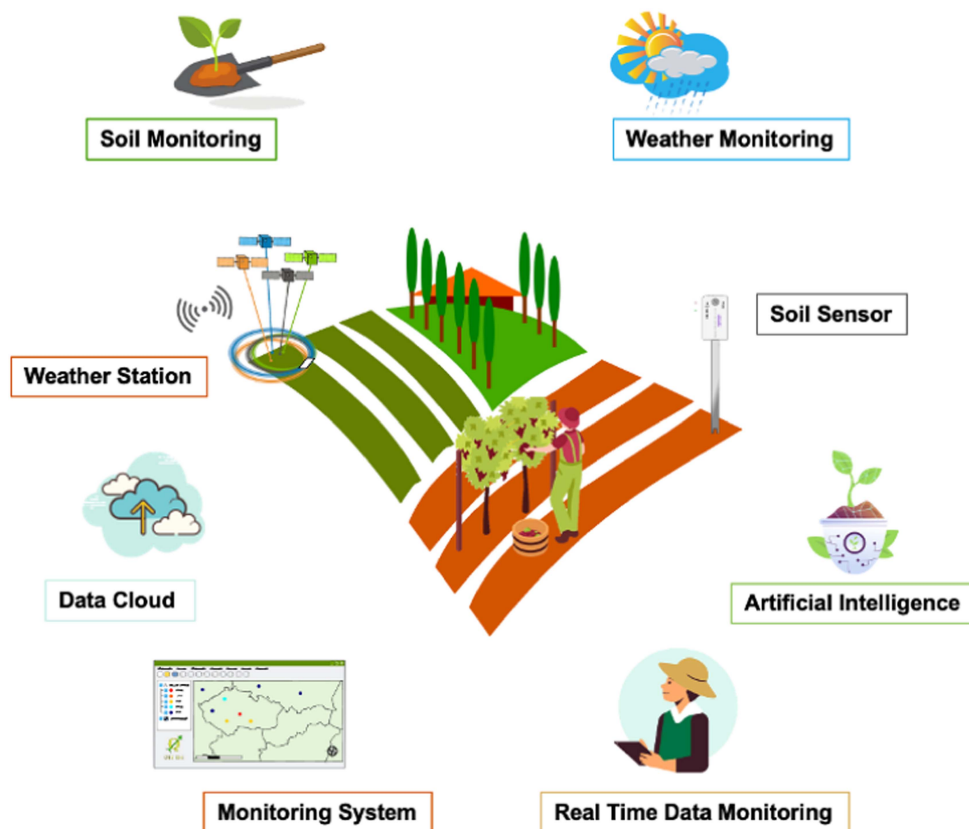 Soil Monitoring
Weather Monitoring
Soil Sensor
Weather Station
Data Cloud
Artificial Intelligence
Monitoring System
Real Time Data Monitoring